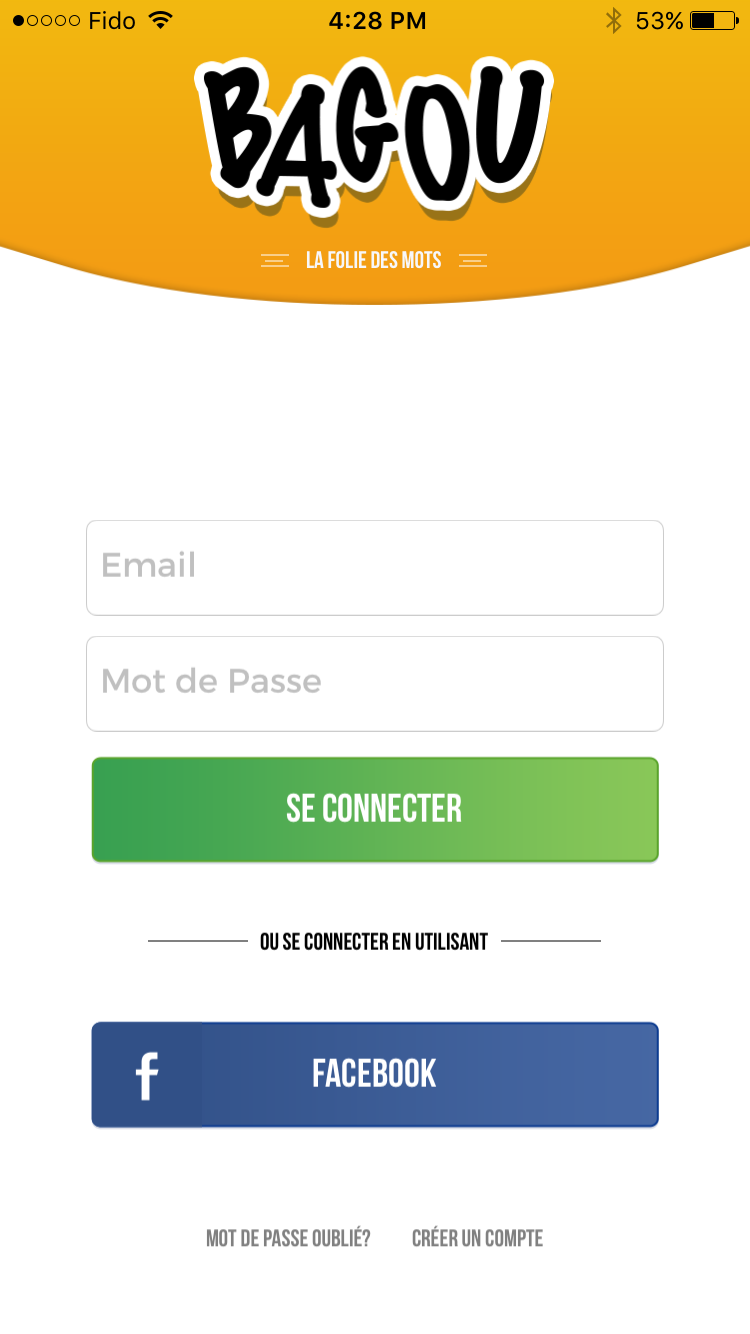 Fido 4:28 PM 53%
BAGOU
LA FOLIE DES MOTS
Email
Mot de Passe
SE CONNECTER
OU SE CONNECTER EN UTILISANT
f FACEBOOK
MOT DE PASSE OUBLIÉ? CRÉER UN COMPTE